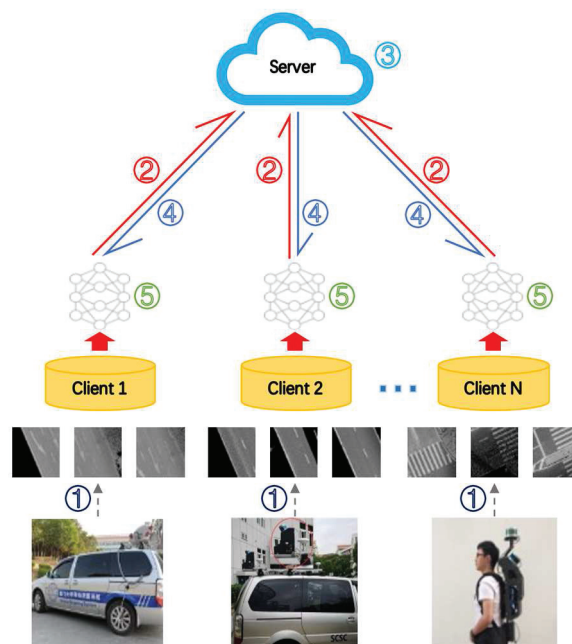 Server
③
②
②
②
④
④
④
⑤
⑤
⑤
Client 1
Client 2
Client N
①
①
①
SCSC